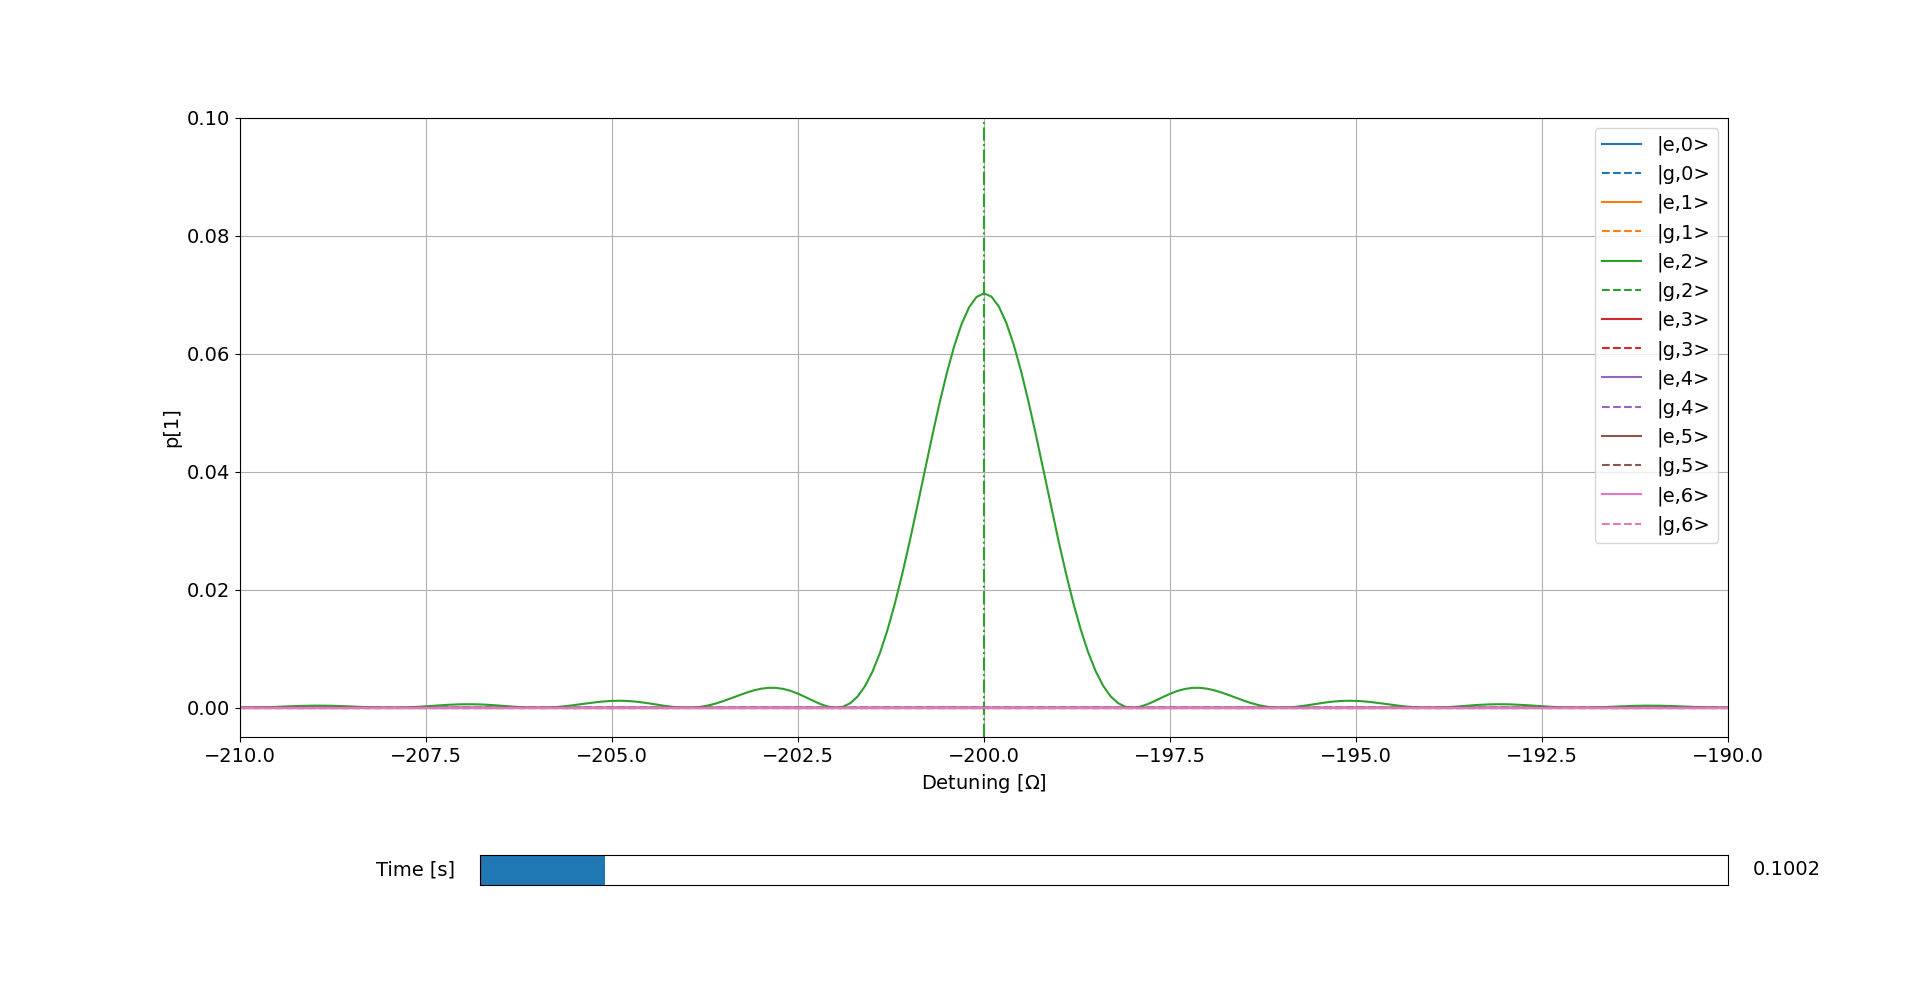 0.10
0.08
0.06
0.04
0.02
0.00
p[1]
−210.0 −207.5 −205.0 −202.5 −200.0 −197.5 −195.0 −192.5 −190.0
Detuning [Ω]
|e,0>
|g,0>
|e,1>
|g,1>
|e,2>
|g,2>
|e,3>
|g,3>
|e,4>
|g,4>
|e,5>
|g,5>
|e,6>
|g,6>
Time [s] 0.1002